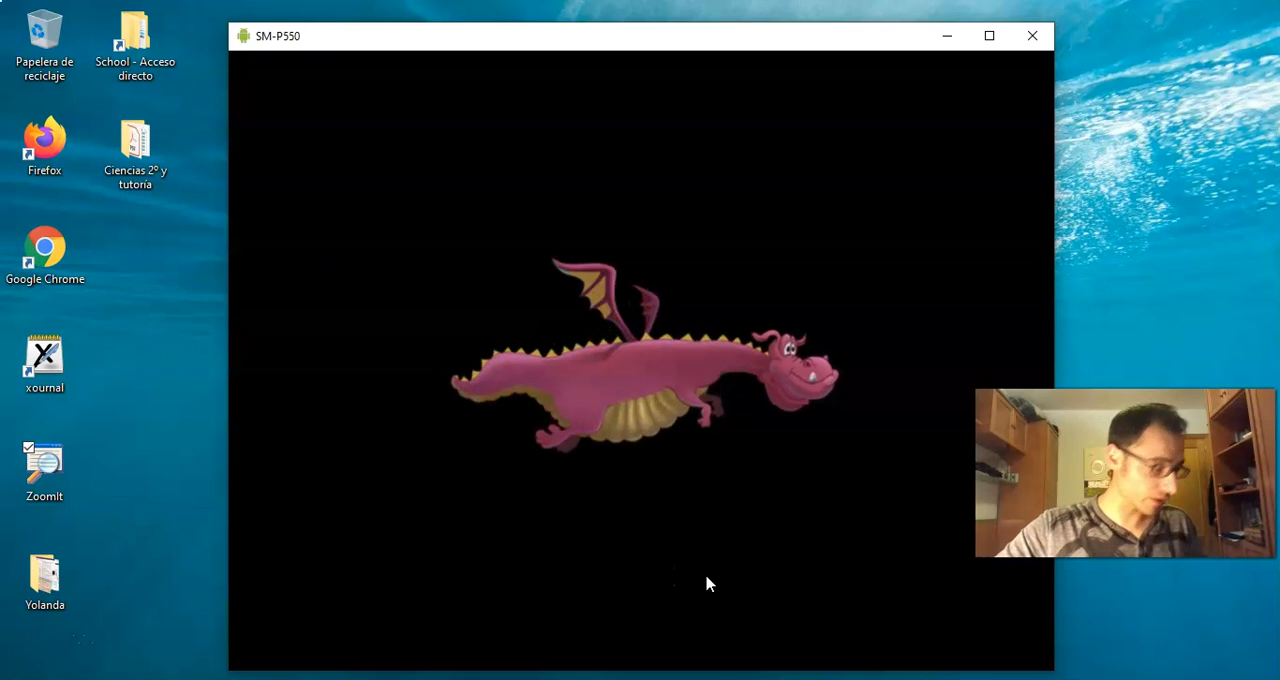 SM-P550
Papelera de
reciclaje
School - Acceso
directo
Firefox
Ciencias 2º y
tutoría
Google Chrome
xournal
ZoomIt
Yolanda